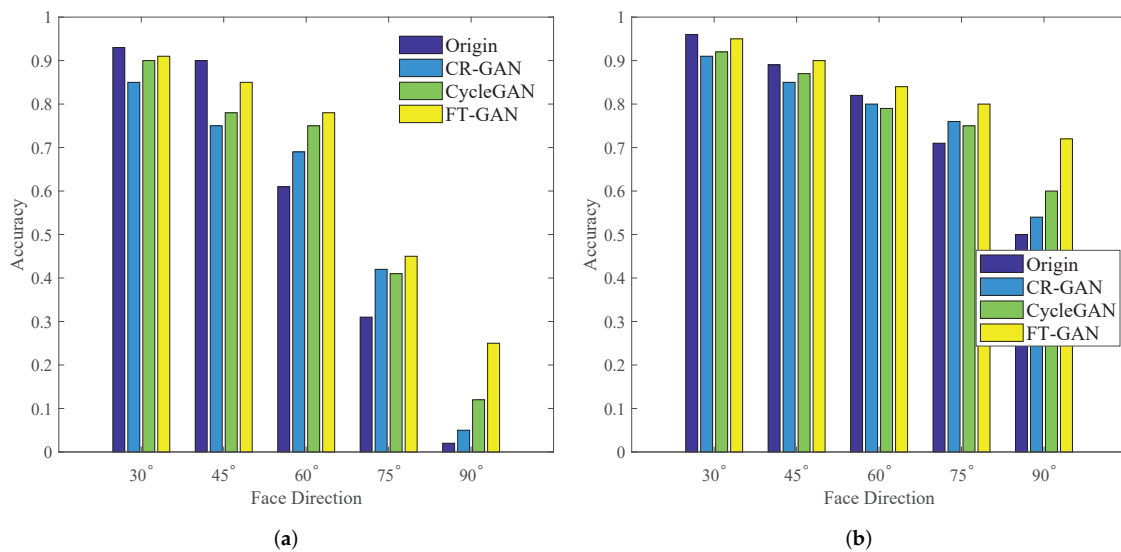 1
0.9
0.8
0.7
0.6
0.5
0.4
0.3
0.2
0.1
0
Accuracy
Origin
CR-GAN
CycleGAN
FT-GAN
30° 45° 60° 75° 90°
Face Direction
(a)
1
0.9
0.8
0.7
0.6
0.5
0.4
0.3
0.2
0.1
0
Accuracy
Origin
CR-GAN
CycleGAN
FT-GAN
30° 45° 60° 75° 90°
Face Direction
(b)